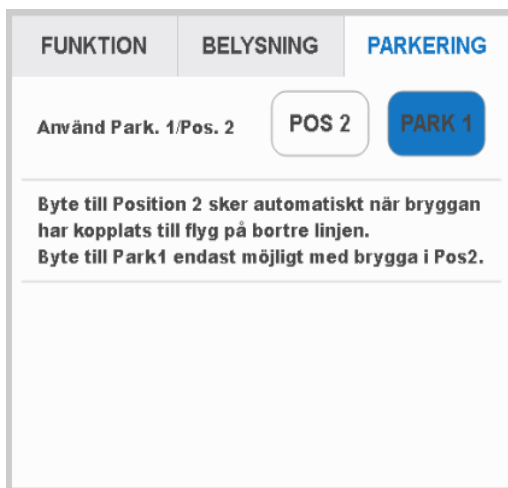 FUNKTION BELYSNING PARKERING
Använd Park. 1/Pos. 2 POS 2 PARK 1
Byte till Position 2 sker automatiskt när bryggan
har kopplats till flyg på bortre linjen.
Byte till Park1 endast möjligt med brygga i Pos2.